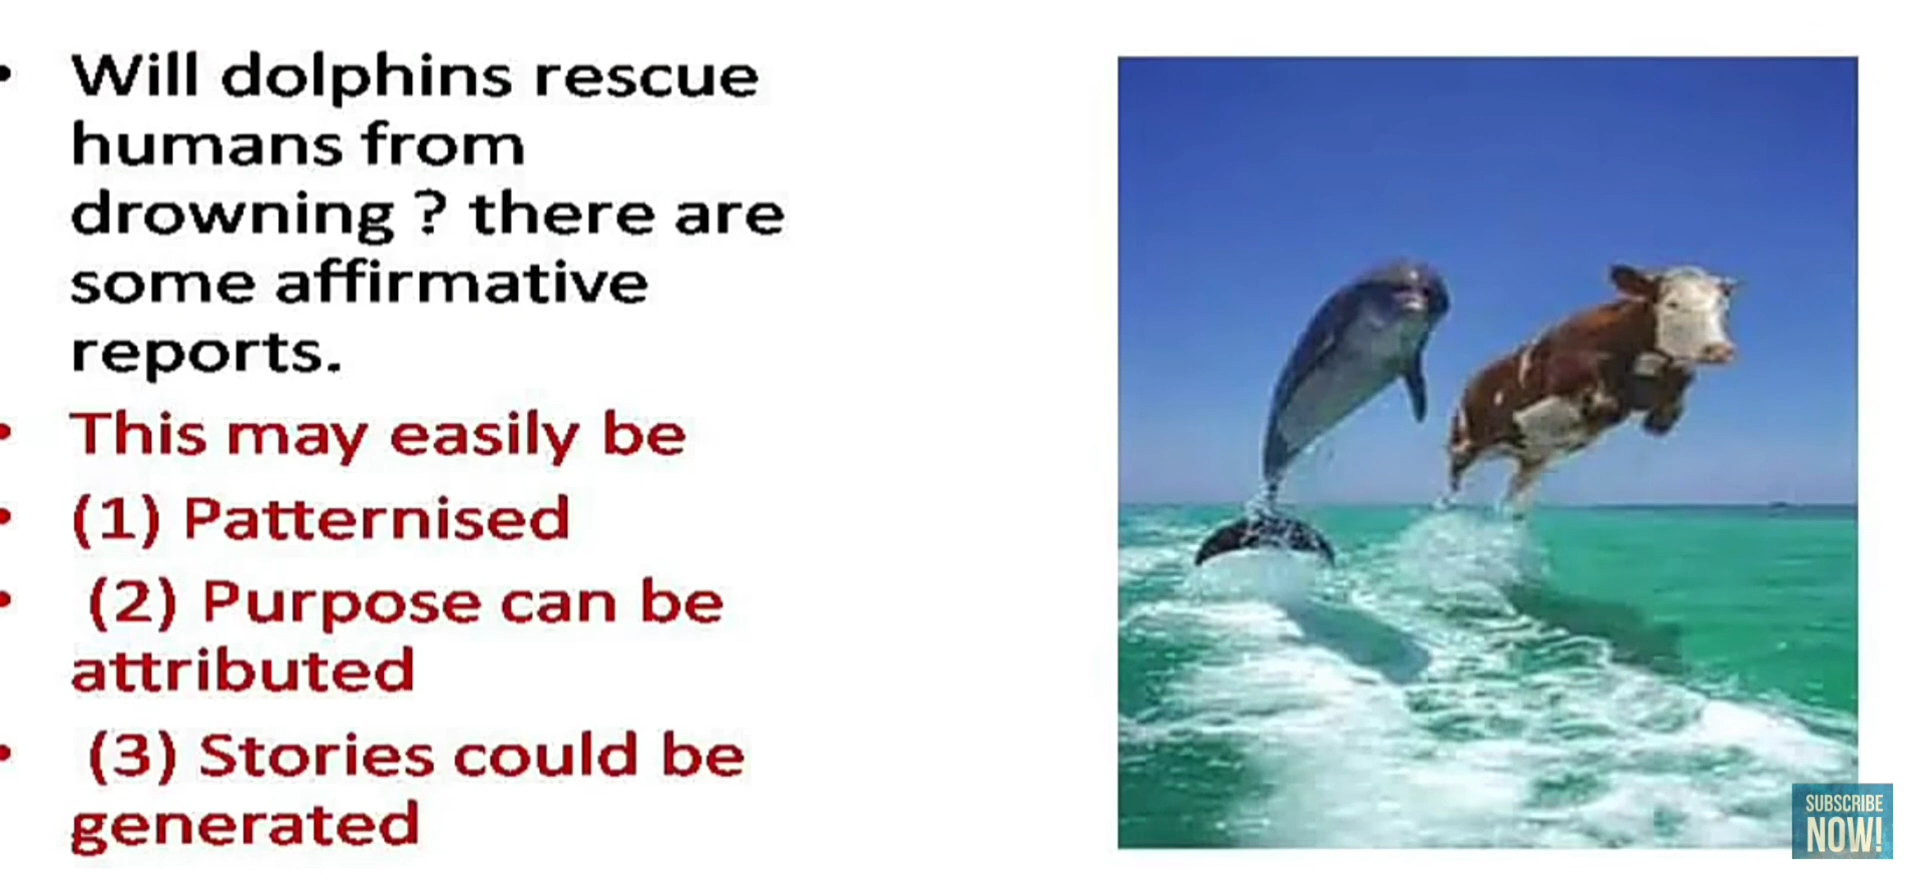 • Will dolphins rescue
humans from
drowning ? there are
some affirmative
reports.
• This may easily be
• (1) Patternised
• (2) Purpose can be
attributed
• (3) Stories could be
generated
SUBSCRIBE
NOW!